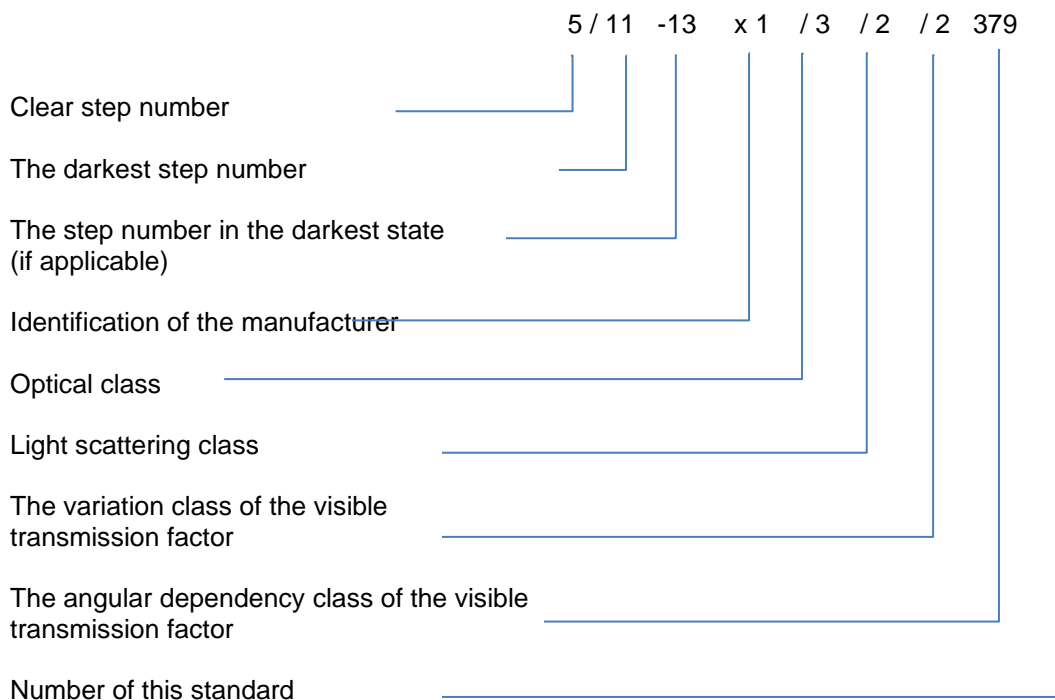 5 / 11 -13 x 1 / 3 / 2 / 2 379
Clear step number
The darkest step number
The step number in the darkest state
(if applicable)
Identification of the manufacturer
Optical class
Light scattering class
The variation class of the visible
transmission factor
The angular dependency class of the visible
transmission factor
Number of this standard